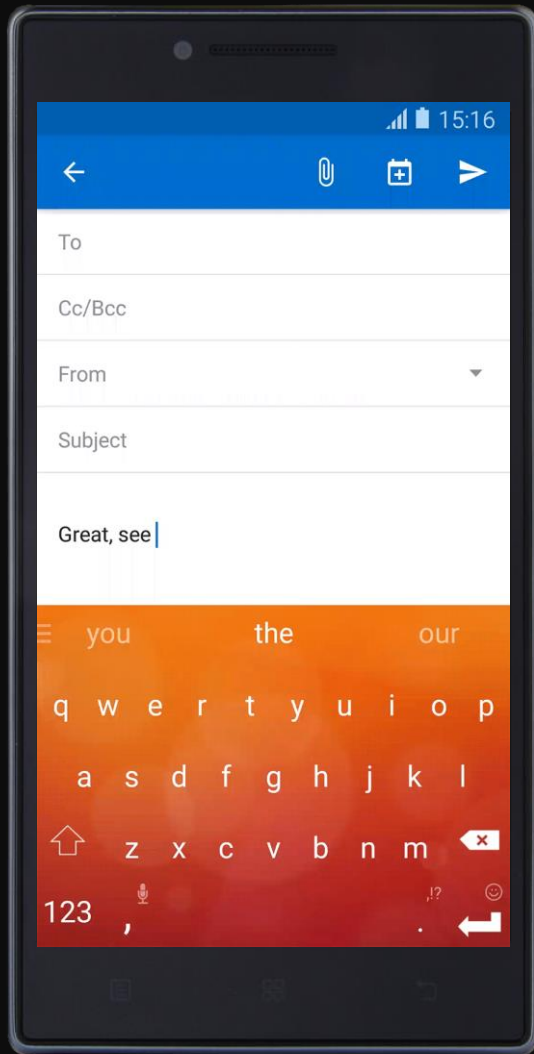 15:16
To
Cc/Bcc
From
Subject
Great, see
you the our
q w e r t y u i o p
a s d f g h j k l
z x c v b n m
123 , . ,!?